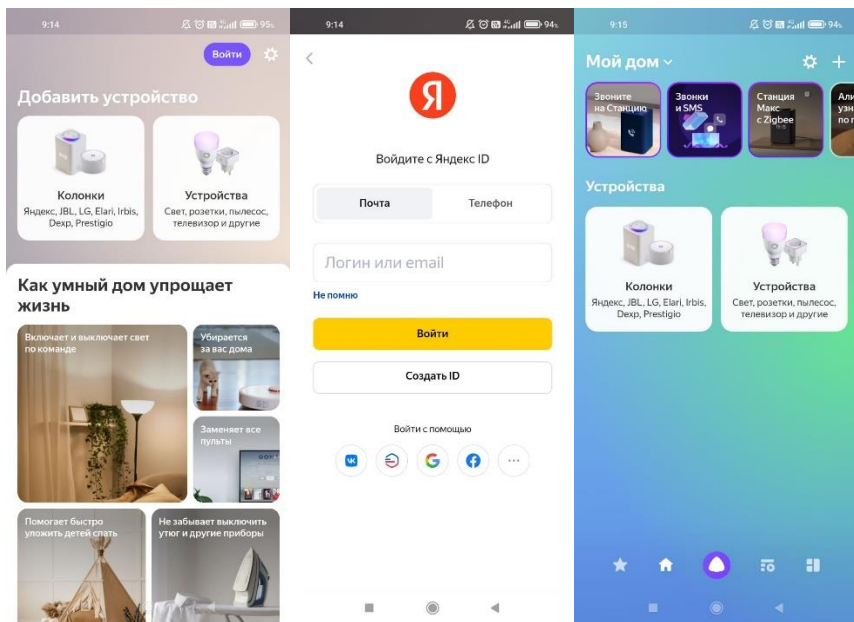 9:14
95%
Войти
Добавить устройство
Колонки
Яндекс, JBL, LG, Elari, Irbis,
Dexp, Prestigio
Устройства
Свет, розетки, пылесос,
телевизор и другие
Как умный дом упрощает
жизнь
Включает и выключает свет
по команде
Убирается
за вас дома
Заменяет все
пульты
Помогает быстро
уложить детей спать
Не забывает выключить
утюг и другие приборы
9:14
94%
Я
Войдите с Яндекс ID
Почта
Телефон
Логин или email
Не помню
Войти
Создать ID
Войти с помощью
9:15
94%
Мой дом
Звоните
на Станцию
Звонки
и SMS
Станция
Макс
с Zigbee
Али
узн
по г
Устройства
Колонки
Яндекс, JBL, LG, Elari, Irbis,
Dexp, Prestigio
Устройства
Свет, розетки, пылесос,
телевизор и другие